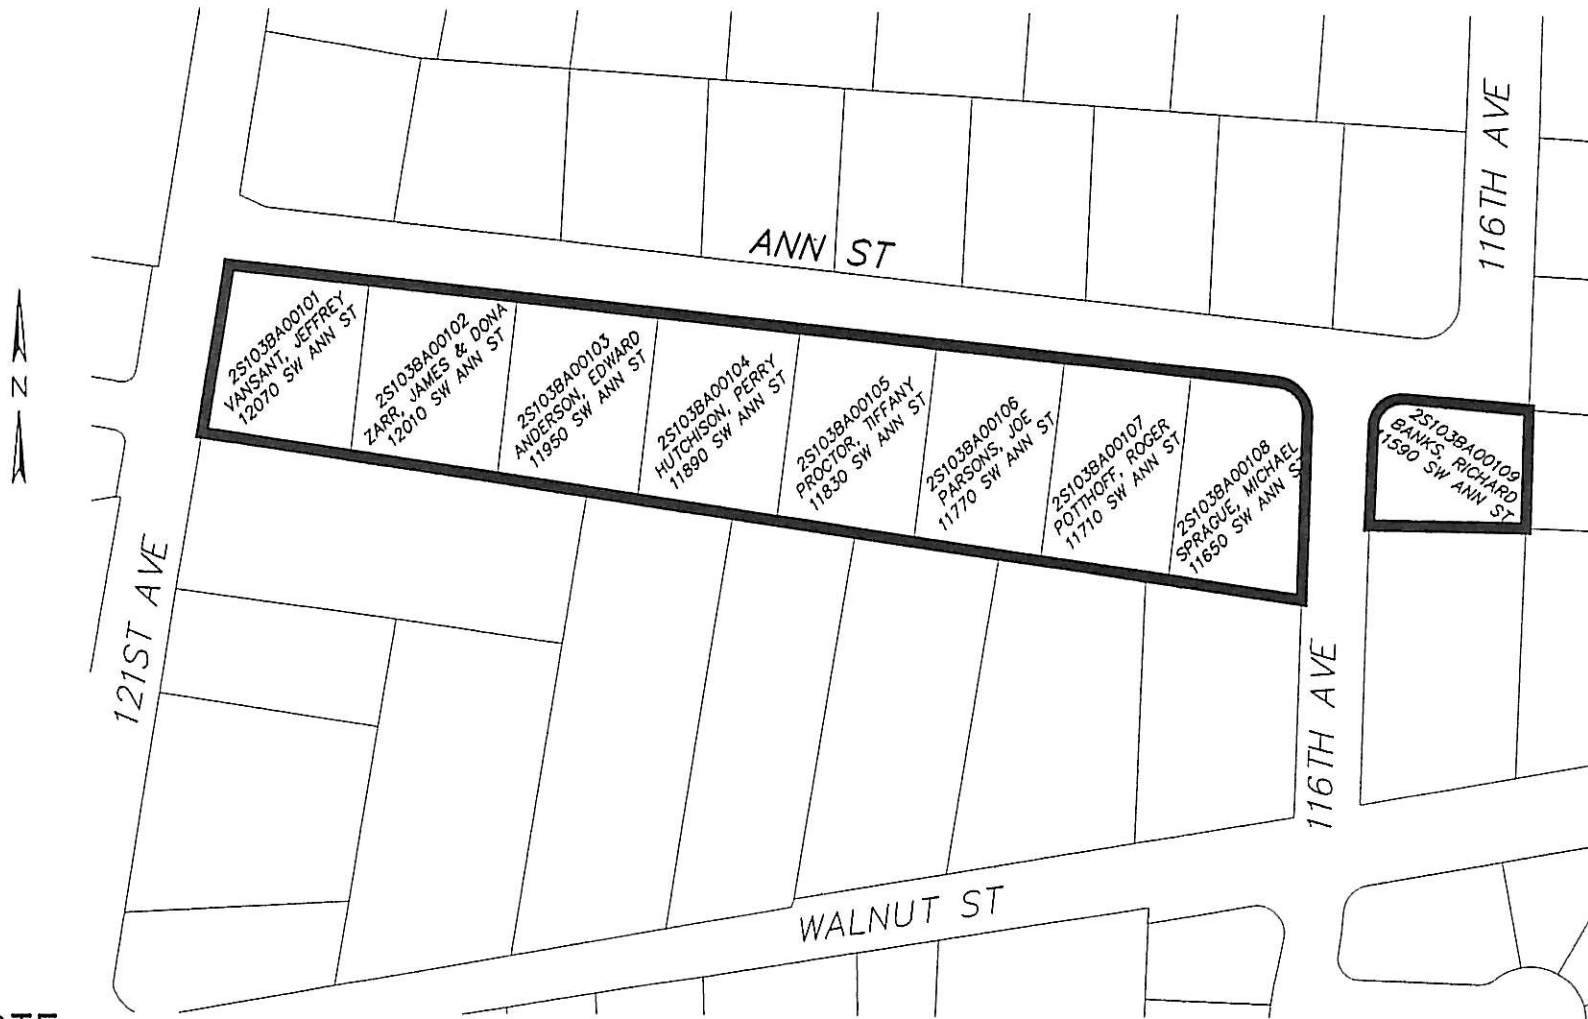 116TH AVE
ANN ST
N
2S103BA00101
VANSANT, JEFFREY
12070 SW ANN ST
2S103BA00102
ZARR, JAMES & DONA
12010 SW ANN ST
2S103BA00103
ANDERSON, EDWARD
11950 SW ANN ST
2S103BA00104
HUTCHISON, PERRY
11890 SW ANN ST
2S103BA00105
PROCTOR, TIFFANY
11830 SW ANN ST
2S103BA00106
PARSONS, JOE
11770 SW ANN ST
2S103BA00107
POTTHOFF, ROGER
11710 SW ANN ST
2S103BA00108
SPRAGUE, MICHAEL
11650 SW ANN ST
2S103BA00109
BANKS, RICHARD
11590 SW ANN ST
121ST AVE
116TH AVE
WALNUT ST